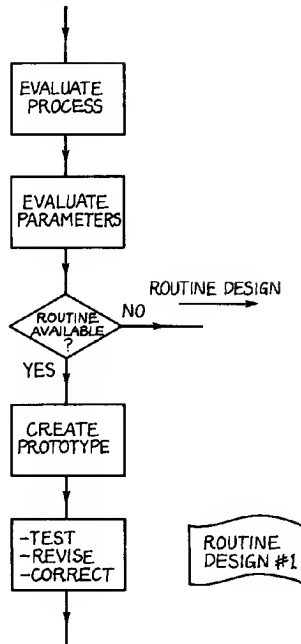 EVALUATE
PROCESS
EVALUATE
PARAMETERS
ROUTINE DESIGN
ROUTINE
AVAILABLE
?
NO
YES
CREATE
PROTOTYPE
-TEST
-REVISE
-CORRECT
ROUTINE
DESIGN #1